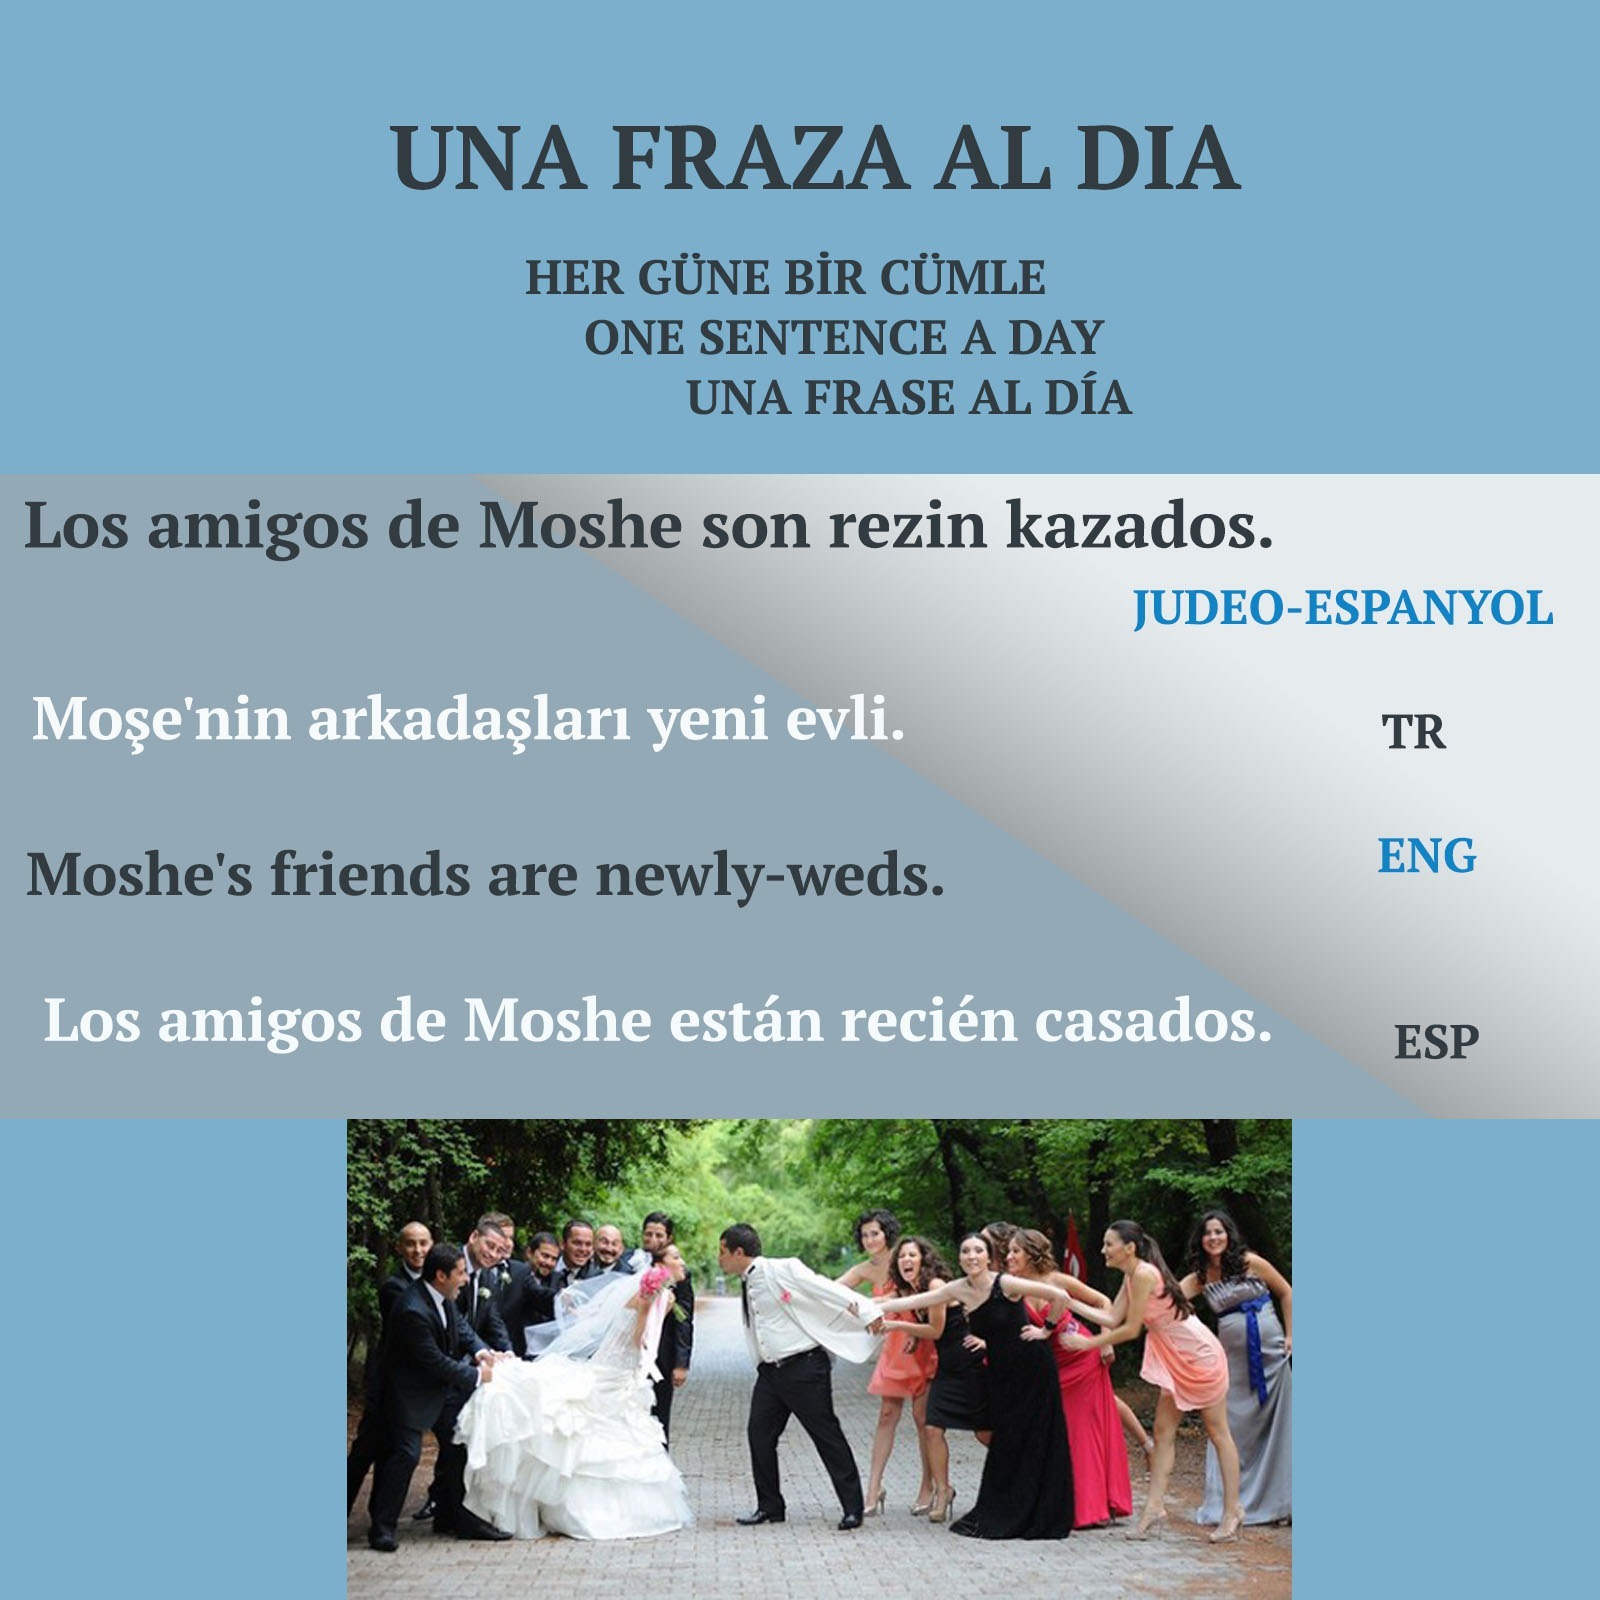 UNA FRAZA AL DIA
HER GÜNE BİR CÜMLE
ONE SENTENCE A DAY
UNA FRASE AL DÍA
Los amigos de Moshe son rezin kazados.
JUDEO-ESPANYOL
Moşe'nin arkadaşları yeni evli.
TR
Moshe's friends are newly-weds.
ENG
Los amigos de Moshe están recién casados.
ESP